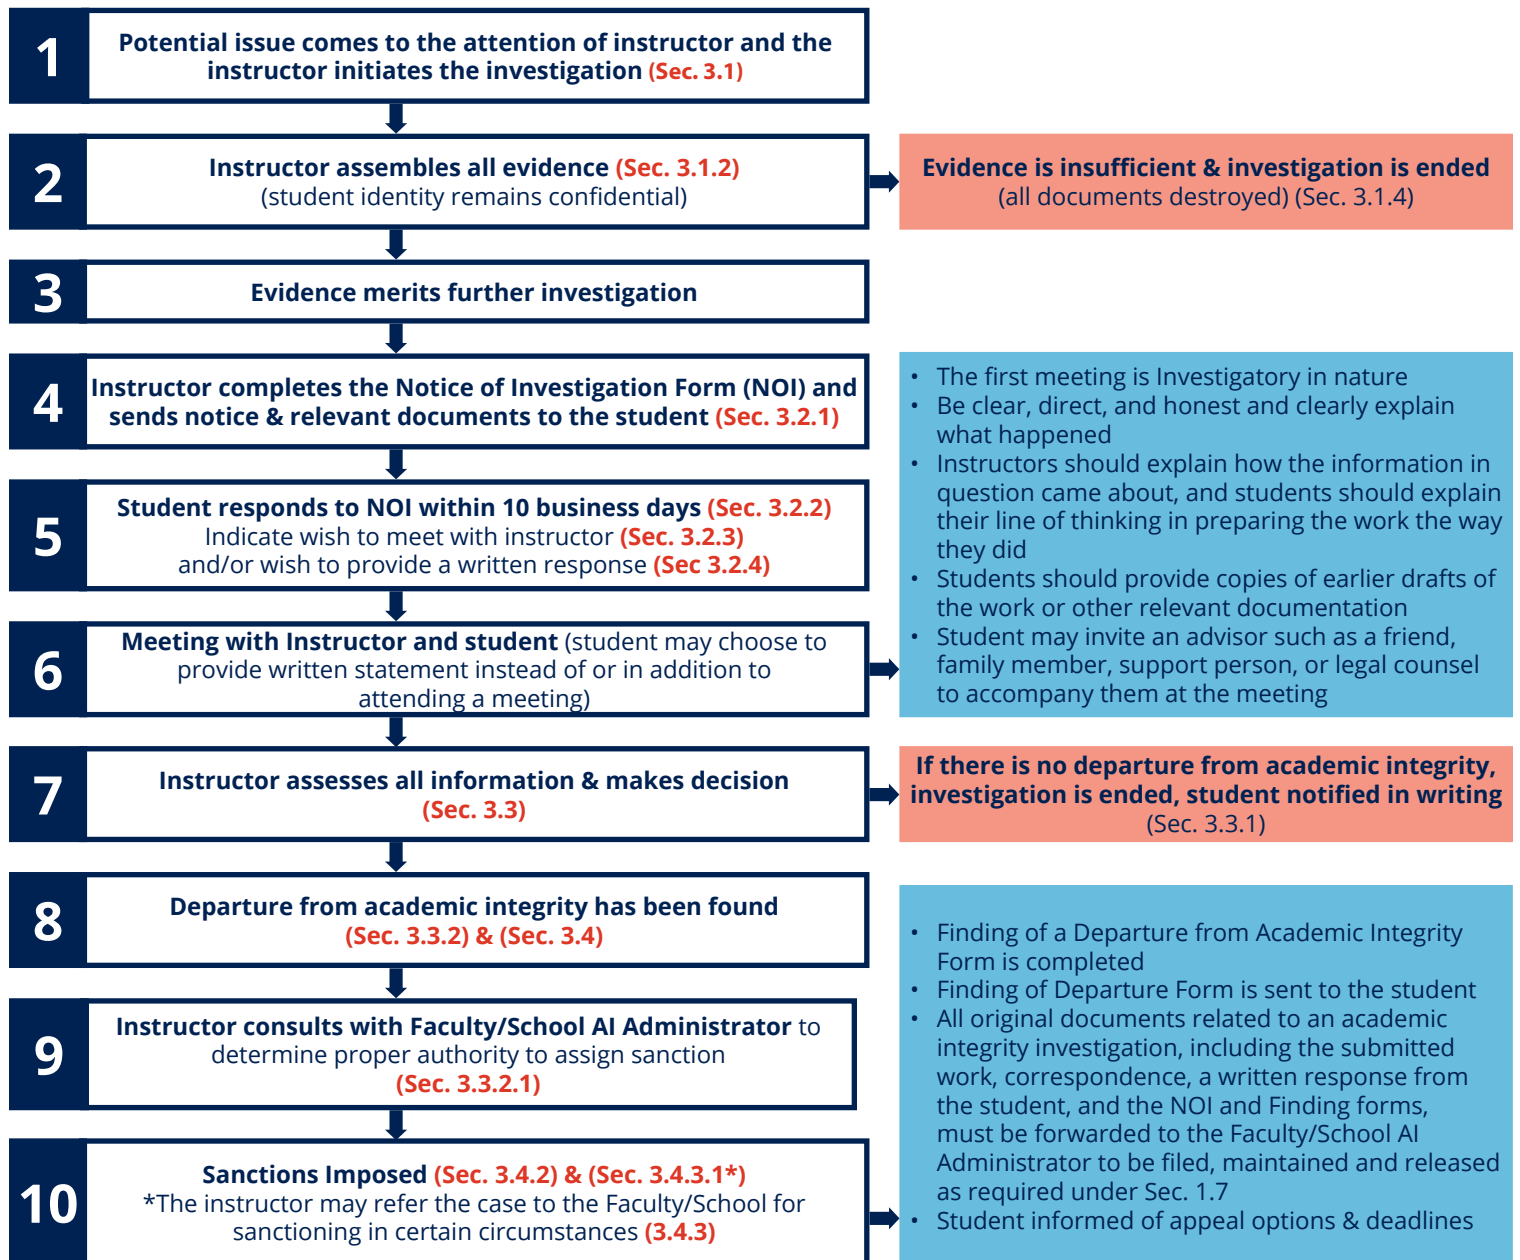 1
Potential issue comes to the attention of instructor and the
instructor initiates the investigation (Sec. 3.1)
2
Instructor assembles all evidence (Sec. 3.1.2)
(student identity remains confidential)
Evidence is insufficient & investigation is ended
(all documents destroyed) (Sec. 3.1.4)
3
Evidence merits further investigation
4
Instructor completes the Notice of Investigation Form (NOI) and
sends notice & relevant documents to the student (Sec. 3.2.1)
5
Student responds to NOI within 10 business days (Sec. 3.2.2)
Indicate wish to meet with instructor (Sec. 3.2.3)
and/or wish to provide a written response (Sec 3.2.4)
6
Meeting with Instructor and student (student may choose to
provide written statement instead of or in addition to
attending a meeting)
• The first meeting is Investigatory in nature
• Be clear, direct, and honest and clearly explain
what happened
• Instructors should explain how the information in
question came about, and students should explain
their line of thinking in preparing the work the way
they did
• Students should provide copies of earlier drafts of
the work or other relevant documentation
• Student may invite an advisor such as a friend,
family member, support person, or legal counsel
to accompany them at the meeting
7
Instructor assesses all information & makes decision
(Sec. 3.3)
If there is no departure from academic integrity,
investigation is ended, student notified in writing
(Sec. 3.3.1)
8
Departure from academic integrity has been found
(Sec. 3.3.2) & (Sec. 3.4)
9
Instructor consults with Faculty/School AI Administrator to
determine proper authority to assign sanction
(Sec. 3.3.2.1)
10
Sanctions Imposed (Sec. 3.4.2) & (Sec. 3.4.3.1*)
*The instructor may refer the case to the Faculty/School for
sanctioning in certain circumstances (3.4.3)
• Finding of a Departure from Academic Integrity
Form is completed
• Finding of Departure Form is sent to the student
• All original documents related to an academic
integrity investigation, including the submitted
work, correspondence, a written response from
the student, and the NOI and Finding forms,
must be forwarded to the Faculty/School AI
Administrator to be filed, maintained and released
as required under Sec. 1.7
• Student informed of appeal options & deadlines